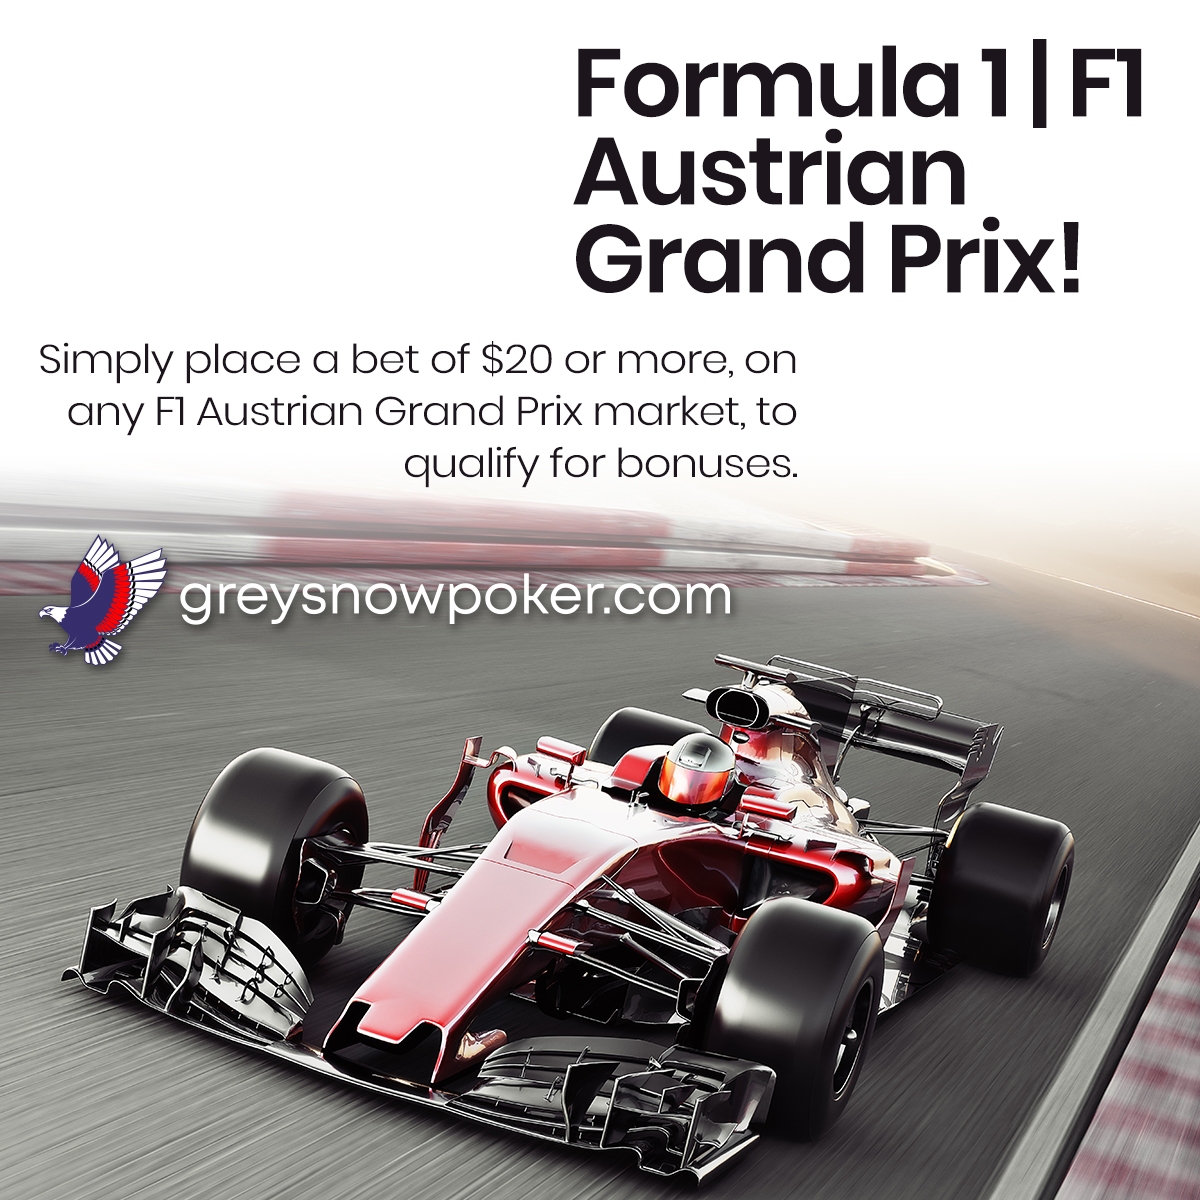 Formula 1 | F1
Austrian
Grand Prix!
Simply place a bet of $20 or more, on
any F1 Austrian Grand Prix market, to
qualify for bonuses.
greysnowpoker.com